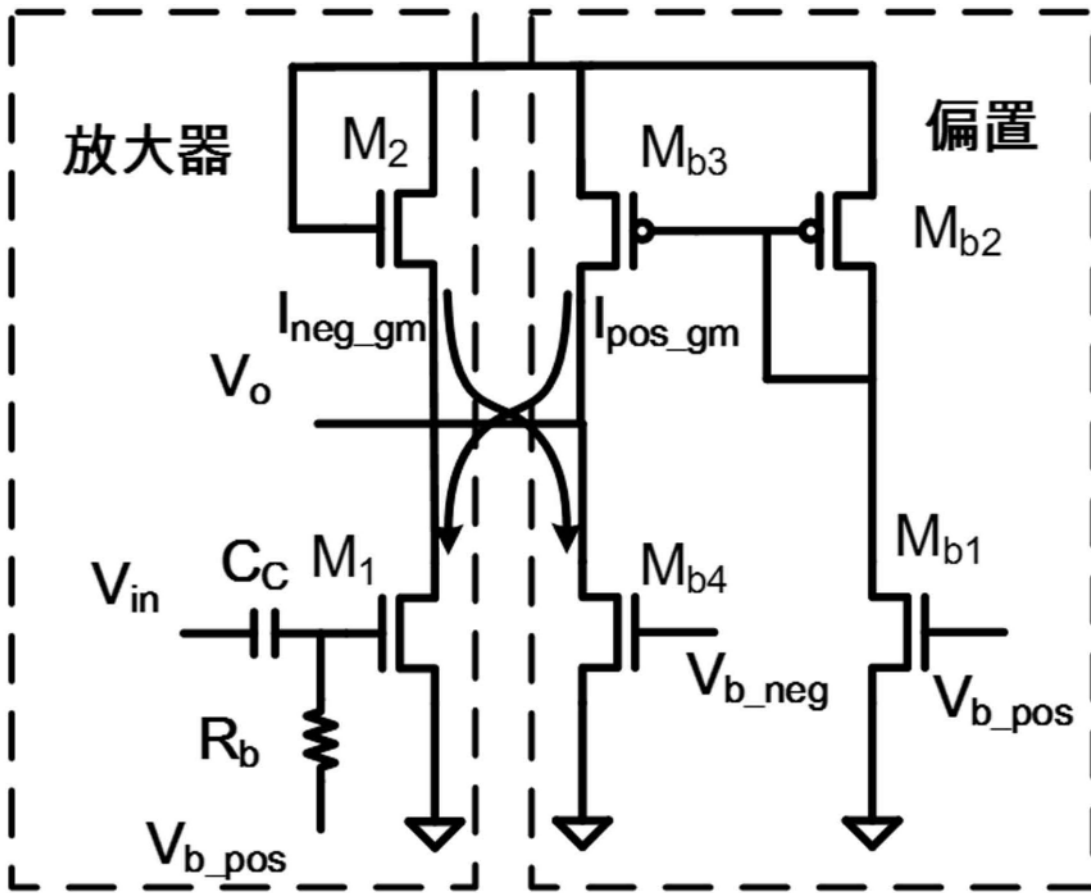 放大器
偏置
M2
Mb3
Mb2
Ineg_gm
Ipos_gm
Vo
Vin
CC
M1
Mb4
Mb1
Rb
Vb_neg
Vb_pos
Vb_pos